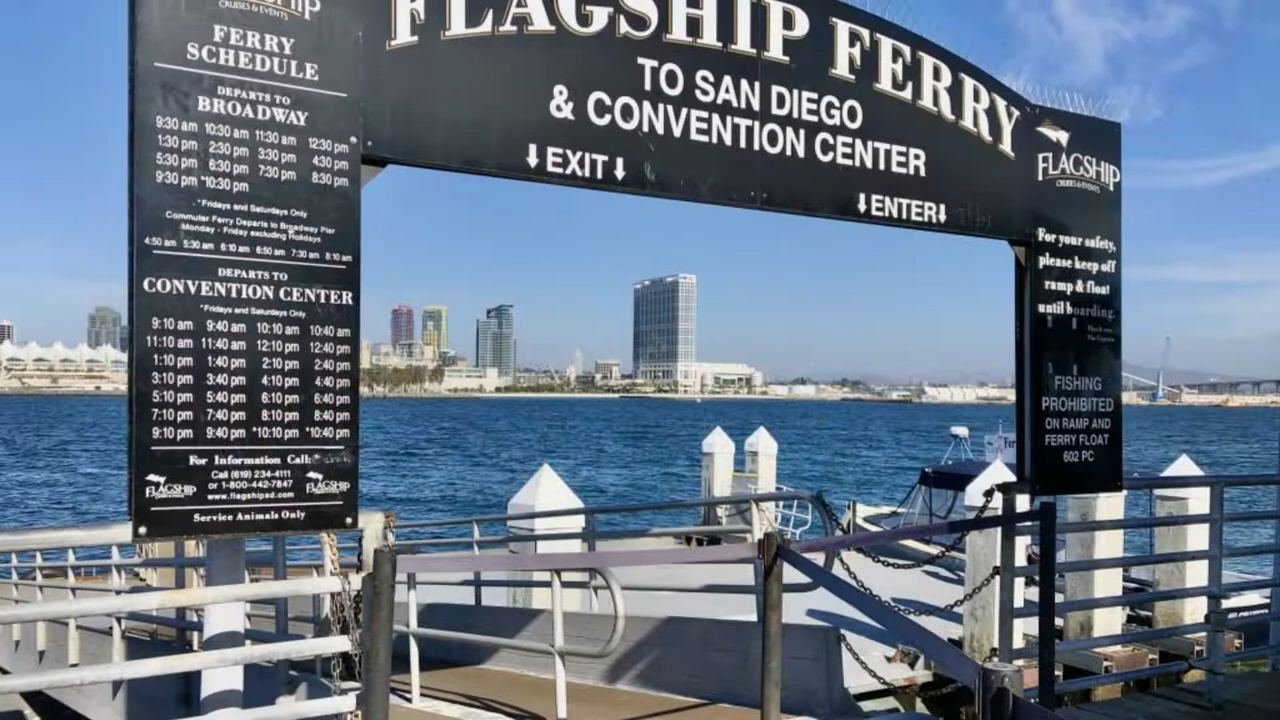 CRUISES & EVENTS
FERRY
SCHEDULE
DEPARTS TO
BROADWAY
9:30 am 10:30 am 11:30 am 12:30 pm
1:30 pm 2:30 pm 3:30 pm 4:30 pm
5:30 pm 6:30 pm 7:30 pm 8:30 pm
9:30 pm *10:30 pm
*Fridays and Saturdays Only
Commuter Ferry Departs to Broadway Pier
Monday - Friday excluding Holidays
4:50 am 5:30 am 6:10 am 6:50 am 7:30 am 8:10 am
DEPARTS TO
CONVENTION CENTER
*Fridays and Saturdays Only
9:10 am 9:40 am 10:10 am 10:40 am
11:10 am 11:40 am 12:10 pm 12:40 pm
1:10 pm 1:40 pm 2:10 pm 2:40 pm
3:10 pm 3:40 pm 4:10 pm 4:40 pm
5:10 pm 5:40 pm 6:10 pm 6:40 pm
7:10 pm 7:40 pm 8:10 pm 8:40 pm
9:10 pm 9:40 pm *10:10 pm *10:40 pm
For Information Call:
Call (619) 234-4111
or 1-800-442-7847
www.flagshipsd.com
FLAGSHIP
FLAGSHIP
Service Animals Only
FLAGSHIP FERRY
TO SAN DIEGO
& CONVENTION CENTER
↓EXIT↓
↓ENTER↓
FLAGSHIP
CRUISES & EVENTS
For your safety,
please keep off
ramp & float
until boarding.
Thank you,
The Captain
FISHING
PROHIBITED
ON RAMP AND
FERRY FLOAT
602 PC